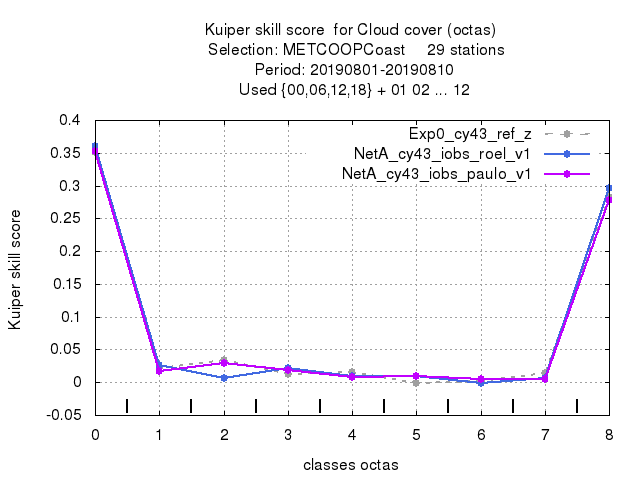 Kuiper skill score  for Cloud cover (octas)
Selection: METCOOPCoast     29 stations
Period: 20190801-20190810
Used {00,06,12,18} + 01 02 ... 12
Exp0_cy43_ref_z
NetA_cy43_iobs_roel_v1
NetA_cy43_iobs_paulo_v1
Kuiper skill score
0.4
0.35
0.3
0.25
0.2
0.15
0.1
0.05
0
-0.05
0 1 2 3 4 5 6 7 8
classes octas